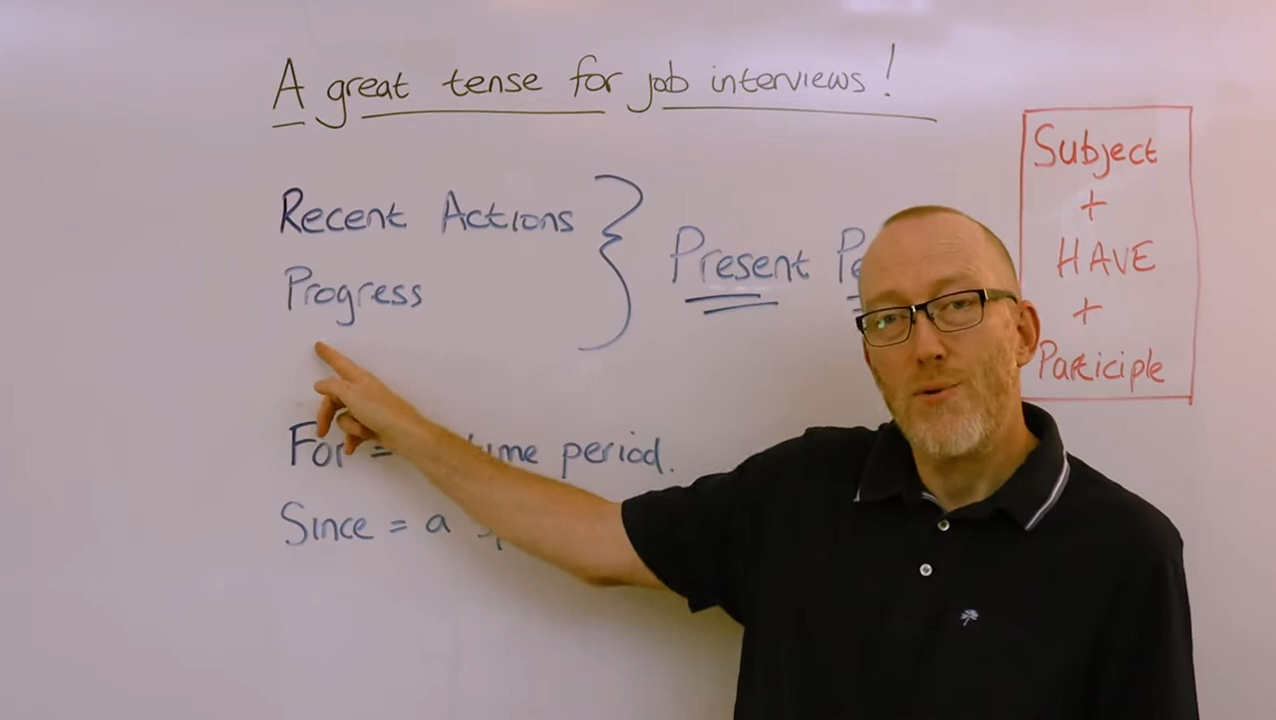 A great tense for job interviews!
Recent Actions
Progress
Present
For = time period.
Since = a
Subject
+
HAVE
+
Participle